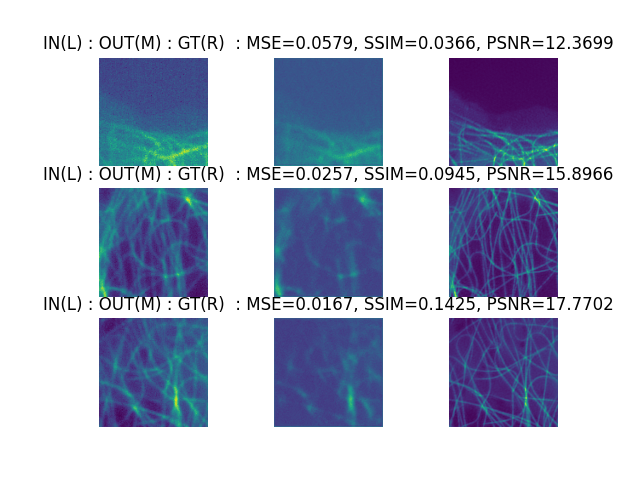 IN(L) : OUT(M) : GT(R)  : MSE=0.0579, SSIM=0.0366, PSNR=12.3699
IN(L) : OUT(M) : GT(R)  : MSE=0.0257, SSIM=0.0945, PSNR=15.8966
IN(L) : OUT(M) : GT(R)  : MSE=0.0167, SSIM=0.1425, PSNR=17.7702